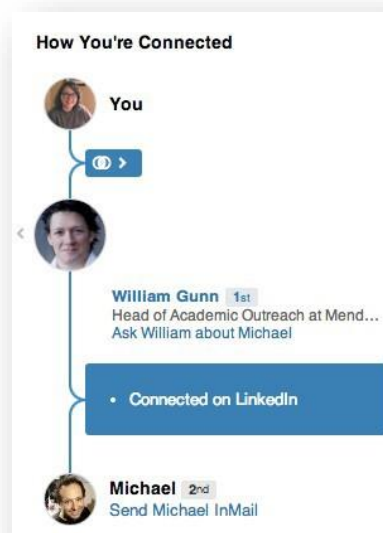 How You're Connected
You
William Gunn 1st
Head of Academic Outreach at Mend...
Ask William about Michael
• Connected on LinkedIn
Michael 2nd
Send Michael InMail